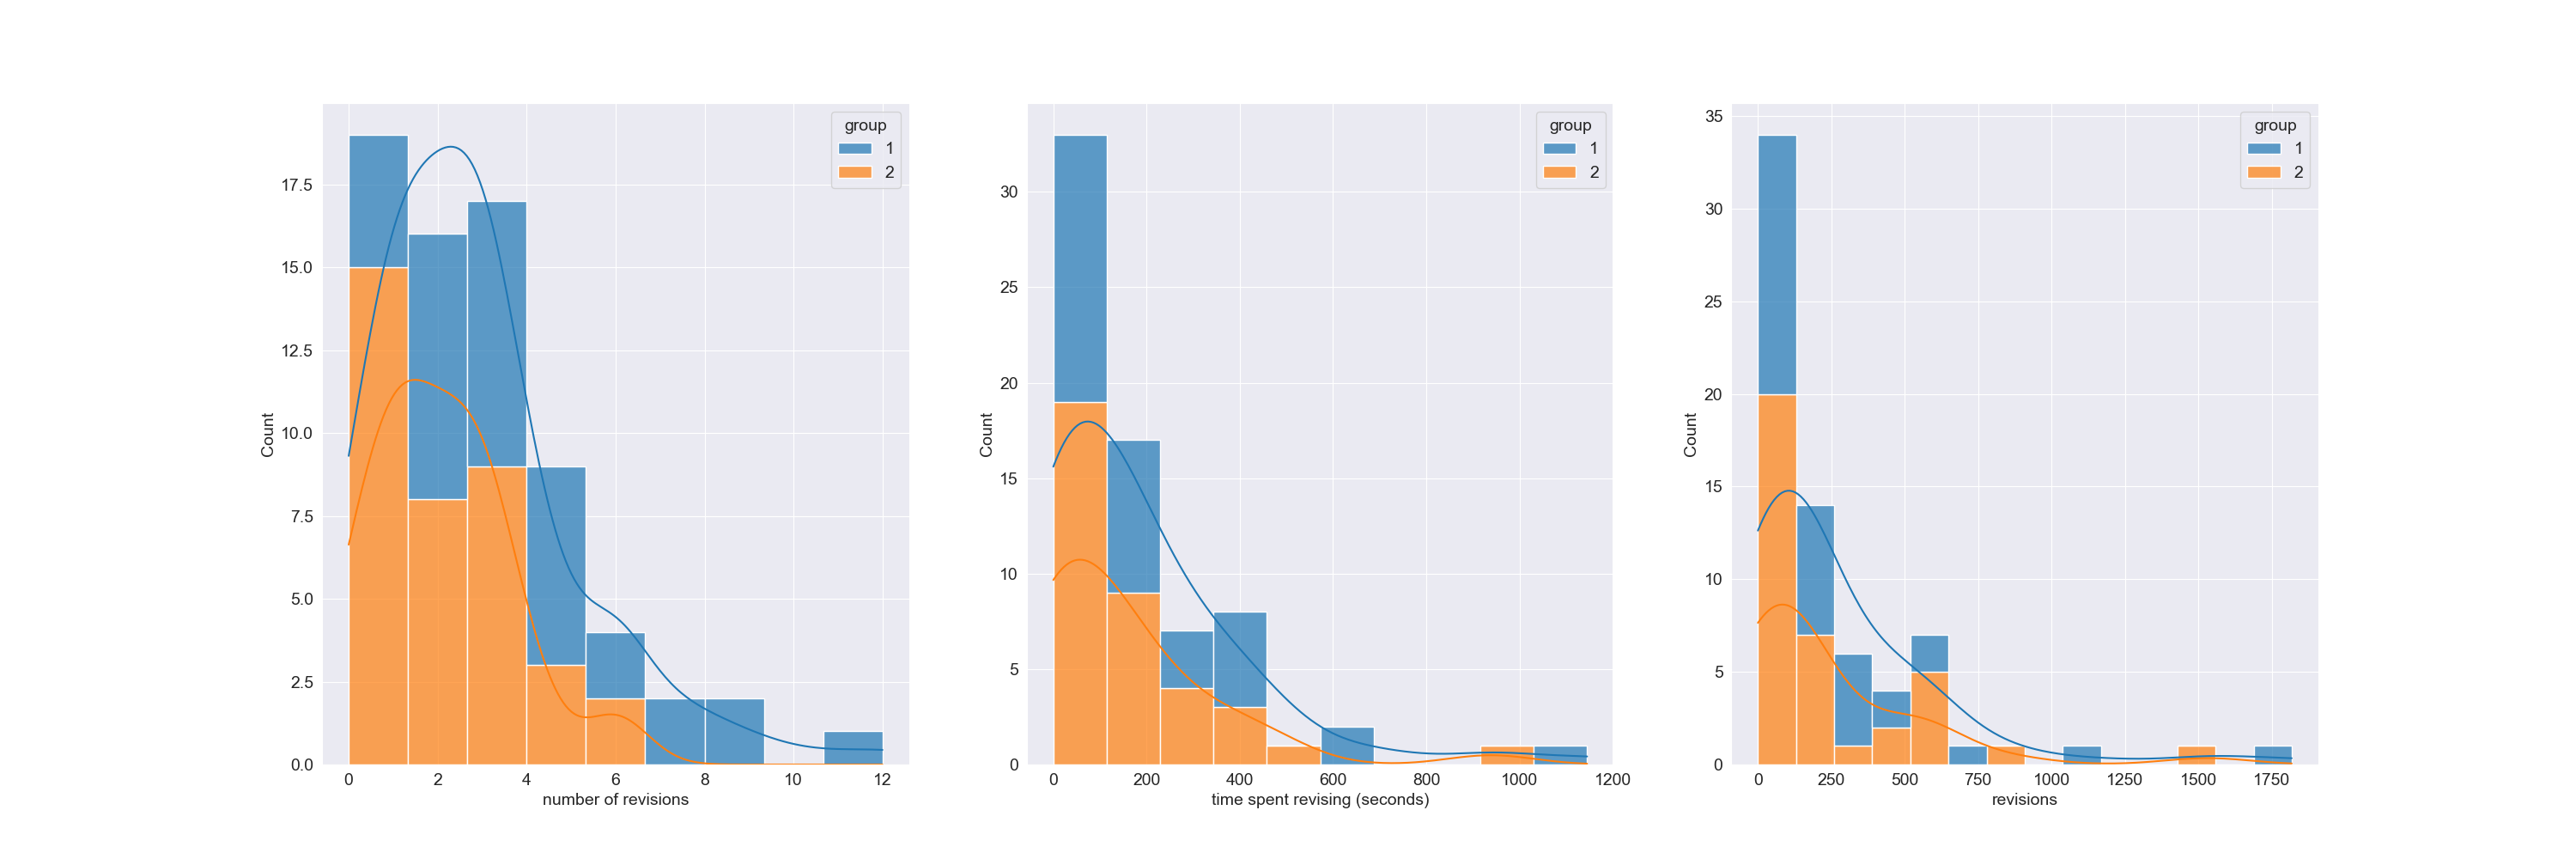 group
1
2
17.5
15.0
12.5
10.0
7.5
5.0
2.5
0.0
Count
0 2 4 6 8 10 12
number of revisions
group
1
2
30
25
20
15
10
5
0
Count
0 200 400 600 800 1000 1200
time spent revising (seconds)
group
1
2
35
30
25
20
15
10
5
0
Count
0 250 500 750 1000 1250 1500 1750
revisions